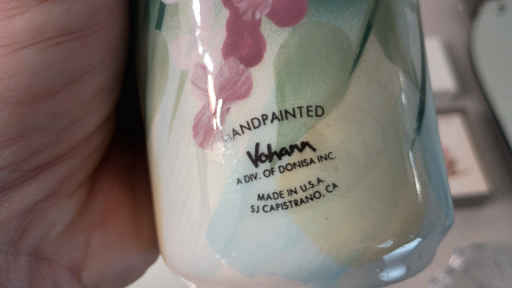 HANDPAINTED
Vohann
A DIV. OF DONISA INC.
MADE IN U.S.A.
SJ CAPISTRANO, CA